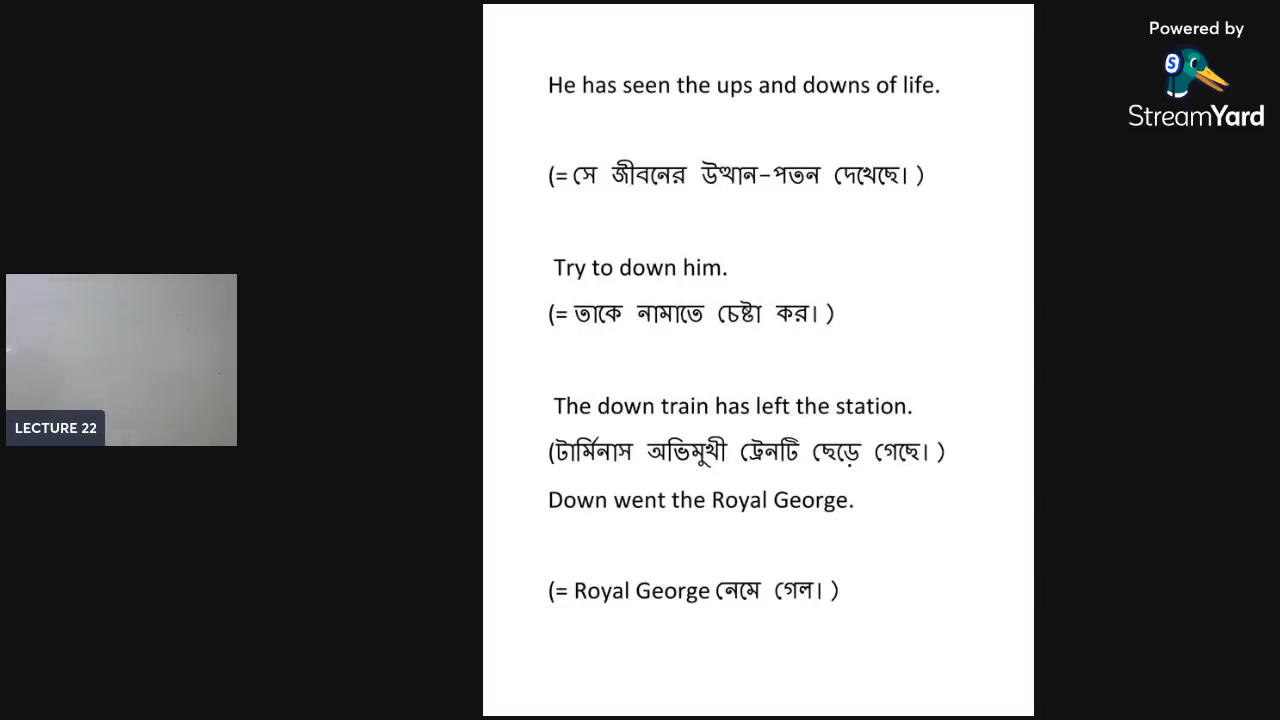 Powered by
StreamYard
He has seen the ups and downs of life.
(= সে জীবনের উত্থান-পতন দেখেছে। )
Try to down him.
(= তাকে নামাতে চেষ্টা কর। )
The down train has left the station.
(টার্মিনাস অভিমুখী ট্রেনটি ছেড়ে গেছে। )
Down went the Royal George.
(= Royal George নেমে গেল। )
LECTURE 22